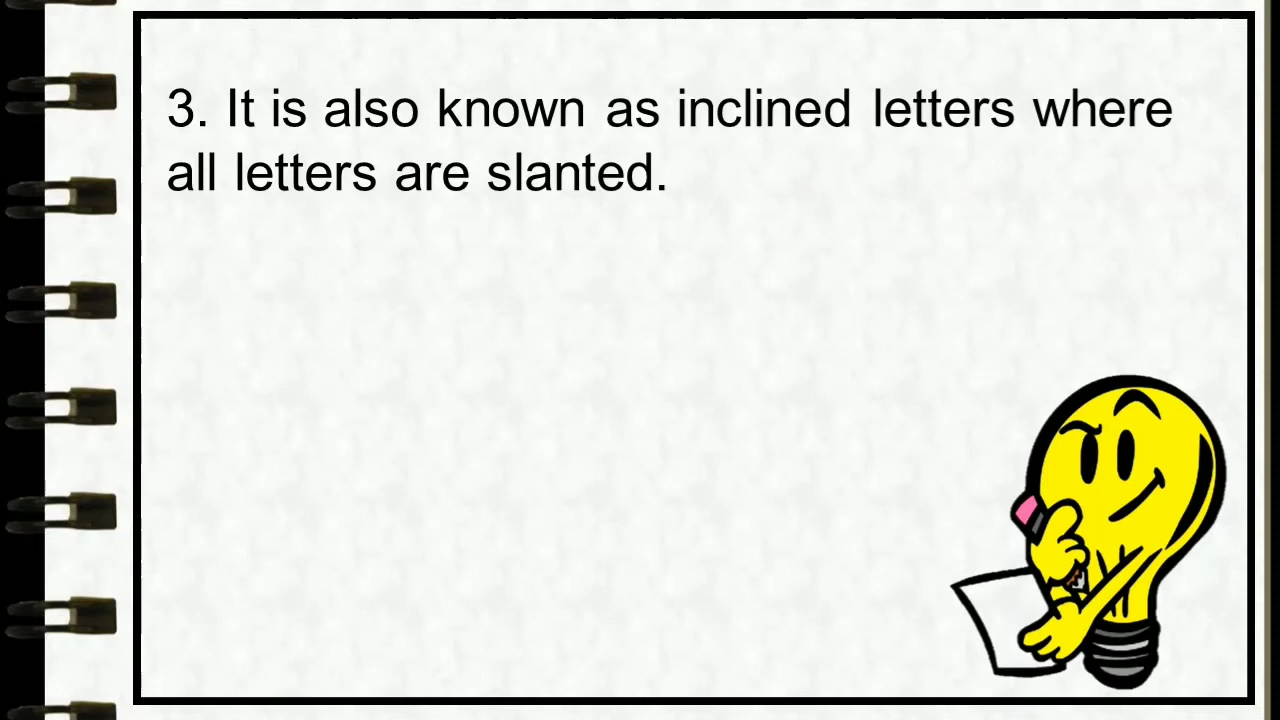 3. It is also known as inclined letters where
all letters are slanted.